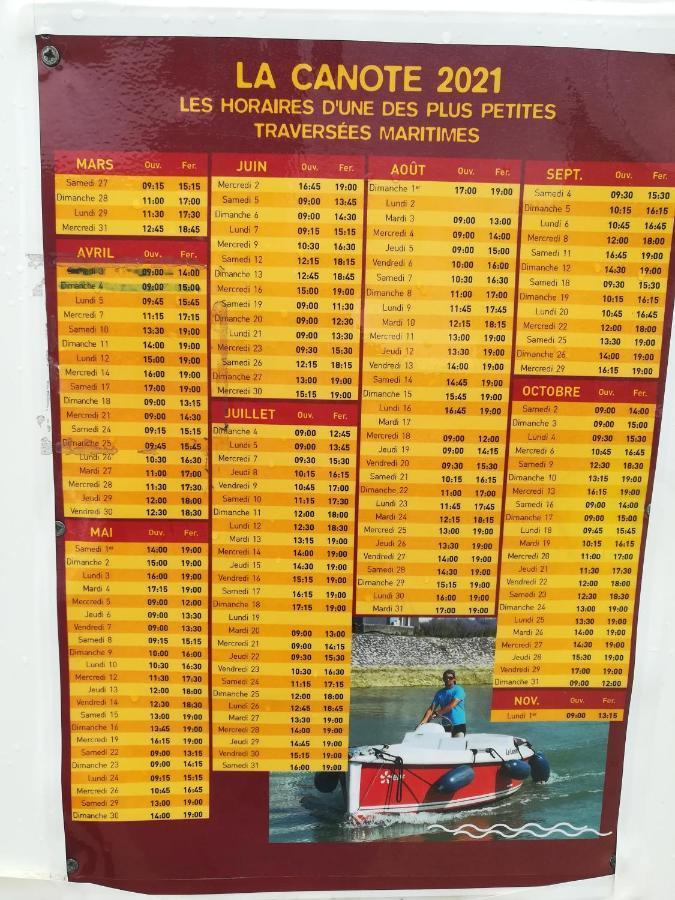 LA CANOTE 2021
LES HORAIRES D'UNE DES PLUS PETITES
TRAVERSÉES MARITIMES
MARS Ouv. Fer.
Samedi 27 09:15 15:15
Dimanche 28 11:00 17:00
Lundi 29 11:30 17:30
Mercredi 31 12:45 18:45
AVRIL Ouv. Fer.
Samedi 3 09:00 14:00
Dimanche 4 09:00 15:00
Lundi 5 09:45 15:45
Mercredi 7 11:15 17:15
Samedi 10 13:30 19:00
Dimanche 11 14:00 19:00
Lundi 12 15:00 19:00
Mercredi 14 16:00 19:00
Samedi 17 17:00 19:00
Dimanche 18 09:00 13:15
Mercredi 21 09:00 14:30
Samedi 24 09:15 15:15
Dimanche 25 09:45 15:45
Lundi 26 10:30 16:30
Mardi 27 11:00 17:00
Mercredi 28 11:30 17:30
Jeudi 29 12:00 18:00
Vendredi 30 12:30 18:30
MAI Ouv. Fer.
Samedi 1er 14:00 19:00
Dimanche 2 15:00 19:00
Lundi 3 16:00 19:00
Mardi 4 17:15 19:00
Mercredi 5 09:00 12:00
Jeudi 6 09:00 13:30
Vendredi 7 09:00 13:30
Samedi 8 09:15 15:15
Dimanche 9 10:00 16:00
Lundi 10 10:30 16:30
Mercredi 12 11:30 17:30
Jeudi 13 12:00 18:00
Vendredi 14 12:30 18:30
Samedi 15 13:00 19:00
Dimanche 16 13:45 19:00
Mercredi 19 16:15 19:00
Samedi 22 09:00 13:15
Dimanche 23 09:00 14:15
Lundi 24 09:15 15:15
Mercredi 26 10:45 16:45
Samedi 29 13:00 19:00
Dimanche 30 14:00 19:00
JUIN Ouv. Fer.
Mercredi 2 16:45 19:00
Samedi 5 09:00 13:45
Dimanche 6 09:00 14:30
Lundi 7 09:15 15:15
Mercredi 9 10:30 16:30
Samedi 12 12:15 18:15
Dimanche 13 12:45 18:45
Mercredi 16 15:00 19:00
Samedi 19 09:00 11:30
Dimanche 20 09:00 12:30
Lundi 21 09:00 13:30
Mercredi 23 09:30 15:30
Samedi 26 12:15 18:15
Dimanche 27 13:00 19:00
Mercredi 30 15:15 19:00
JUILLET Ouv. Fer.
Dimanche 4 09:00 12:45
Lundi 5 09:00 13:45
Mercredi 7 09:30 15:30
Jeudi 8 10:15 16:15
Vendredi 9 10:45 17:00
Samedi 10 11:15 17:30
Dimanche 11 12:00 18:00
Lundi 12 12:30 18:30
Mardi 13 13:15 19:00
Mercredi 14 14:00 19:00
Jeudi 15 14:30 19:00
Vendredi 16 15:15 19:00
Samedi 17 16:15 19:00
Dimanche 18 17:15 19:00
Lundi 19
Mardi 20 09:00 13:00
Mercredi 21 09:00 14:15
Jeudi 22 09:30 15:30
Vendredi 23 10:30 16:30
Samedi 24 11:15 17:15
Dimanche 25 12:00 18:00
Lundi 26 12:45 18:45
Mardi 27 13:30 19:00
Mercredi 28 14:00 19:00
Jeudi 29 14:45 19:00
Vendredi 30 15:15 19:00
Samedi 31 16:00 19:00
AOÛT Ouv. Fer.
Dimanche 1er 17:00 19:00
Lundi 2
Mardi 3 09:00 13:00
Mercredi 4 09:00 14:00
Jeudi 5 09:00 15:00
Vendredi 6 10:00 16:00
Samedi 7 10:30 16:30
Dimanche 8 11:00 17:00
Lundi 9 11:45 17:45
Mardi 10 12:15 18:15
Mercredi 11 13:00 19:00
Jeudi 12 13:30 19:00
Vendredi 13 14:00 19:00
Samedi 14 14:45 19:00
Dimanche 15 15:45 19:00
Lundi 16 16:45 19:00
Mardi 17
Mercredi 18 09:00 12:00
Jeudi 19 09:00 14:15
Vendredi 20 09:30 15:30
Samedi 21 10:15 16:15
Dimanche 22 11:00 17:00
Lundi 23 11:45 17:45
Mardi 24 12:15 18:15
Mercredi 25 13:00 19:00
Jeudi 26 13:30 19:00
Vendredi 27 14:00 19:00
Samedi 28 14:30 19:00
Dimanche 29 15:15 19:00
Lundi 30 16:00 19:00
Mardi 31 17:00 19:00
SEPT. Ouv. Fer.
Samedi 4 09:30 15:30
Dimanche 5 10:15 16:15
Lundi 6 10:45 16:45
Mercredi 8 12:00 18:00
Samedi 11 16:45 19:00
Dimanche 12 14:30 19:00
Samedi 18 09:30 15:30
Dimanche 19 10:15 16:15
Lundi 20 10:45 16:45
Mercredi 22 12:00 18:00
Samedi 25 13:30 19:00
Dimanche 26 14:00 19:00
Mercredi 29 16:15 19:00
OCTOBRE Ouv. Fer.
Samedi 2 09:00 14:00
Dimanche 3 09:00 15:00
Lundi 4 09:30 15:30
Mercredi 6 10:45 16:45
Samedi 9 12:30 18:30
Dimanche 10 13:15 19:00
Mercredi 13 16:15 19:00
Samedi 16 09:00 14:00
Dimanche 17 09:00 15:00
Lundi 18 09:45 15:45
Mardi 19 10:15 16:15
Mercredi 20 11:00 17:00
Jeudi 21 11:30 17:30
Vendredi 22 12:00 18:00
Samedi 23 12:30 18:30
Dimanche 24 13:00 19:00
Lundi 25 13:30 19:00
Mardi 26 14:00 19:00
Mercredi 27 14:30 19:00
Jeudi 28 15:30 19:00
Vendredi 29 17:00 19:00
Dimanche 31 09:00 12:00
NOV. Ouv. Fer.
Lundi 1er 09:00 13:15